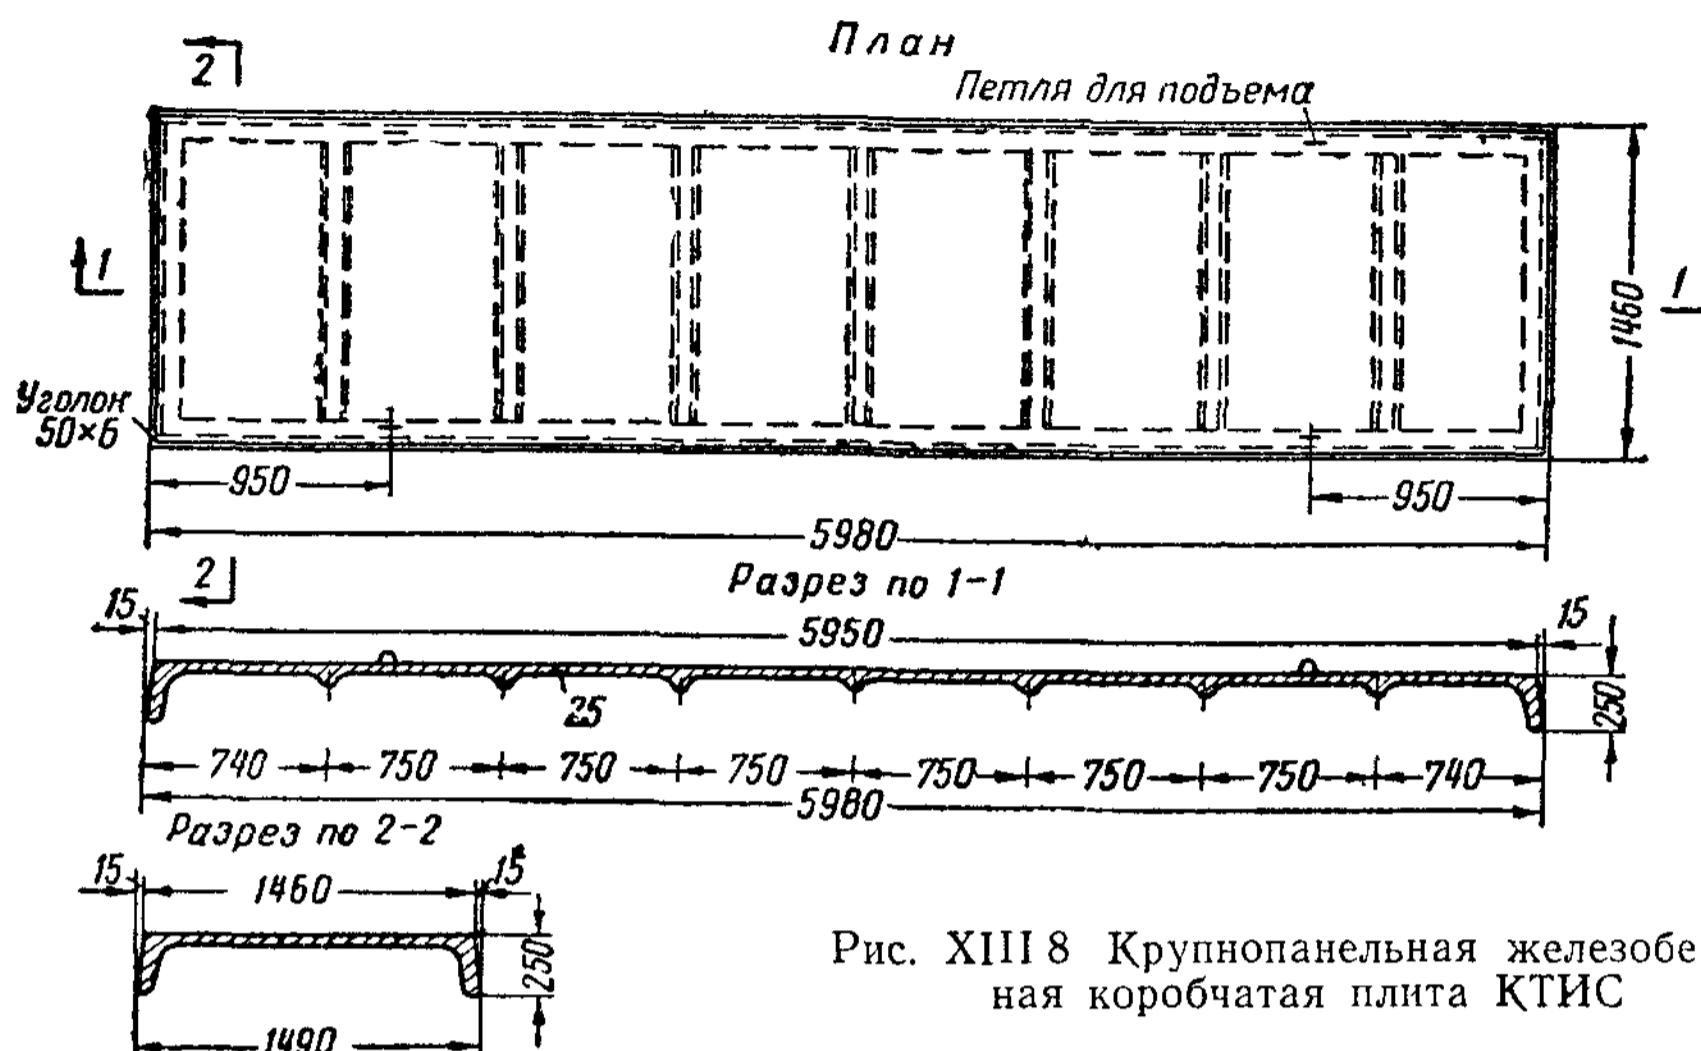 План
2
Петля для подъема
1
1
1460
Уголок
50×6
950
950
5980
2
Разрез по 1-1
15
5950
15
25
250
740 750 750 750 750 750 750 740
5980
Разрез по 2-2
15
1460
15
250
1490
Рис. XIII 8 Крупнопанельная железобе
ная коробчатая плита КТИС